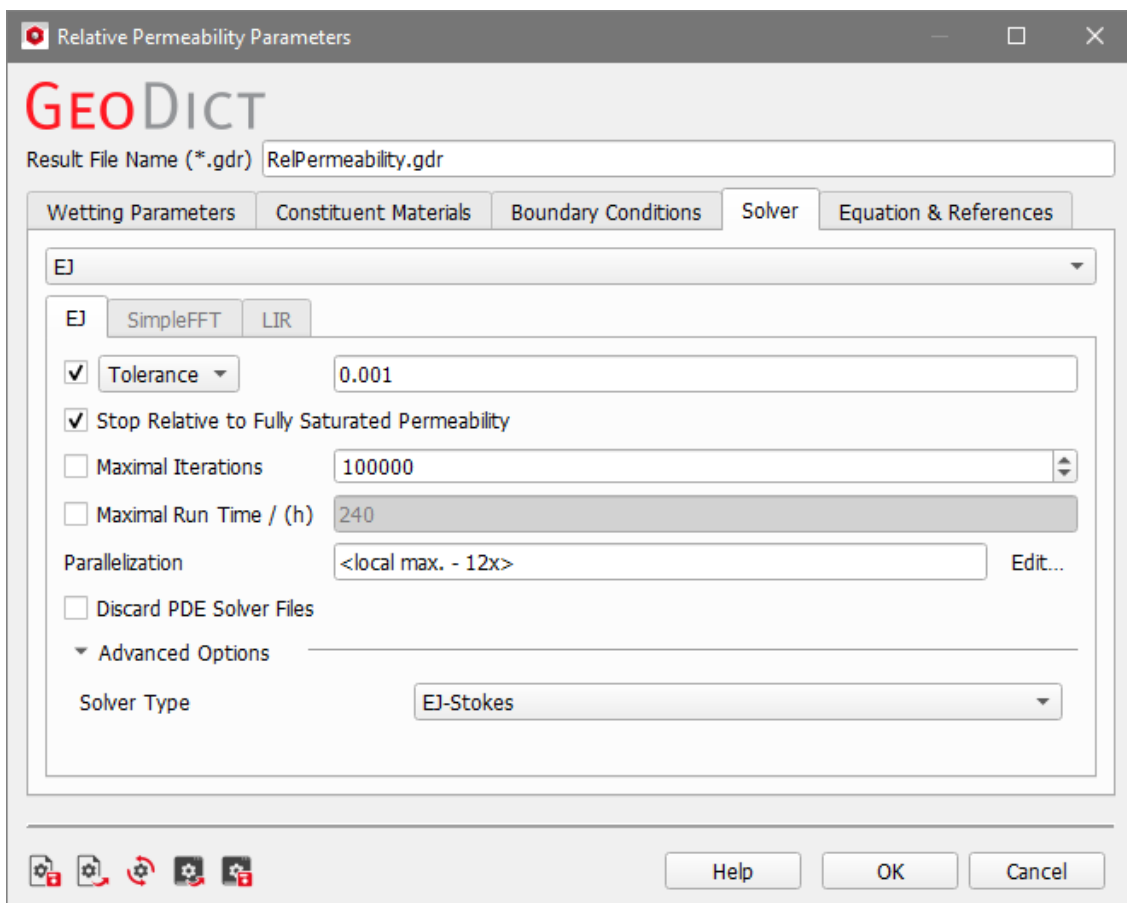 Relative Permeability Parameters
GEODICT
Result File Name (*.gdr) RelPermeability.gdr
Wetting Parameters Constituent Materials Boundary Conditions Solver Equation & References
EJ
EJ SimpleFFT LIR
Tolerance 0.001
Stop Relative to Fully Saturated Permeability
Maximal Iterations 100000
Maximal Run Time / (h) 240
Parallelization <local max. - 12x> Edit...
Discard PDE Solver Files
Advanced Options
Solver Type EJ-Stokes
Help OK Cancel